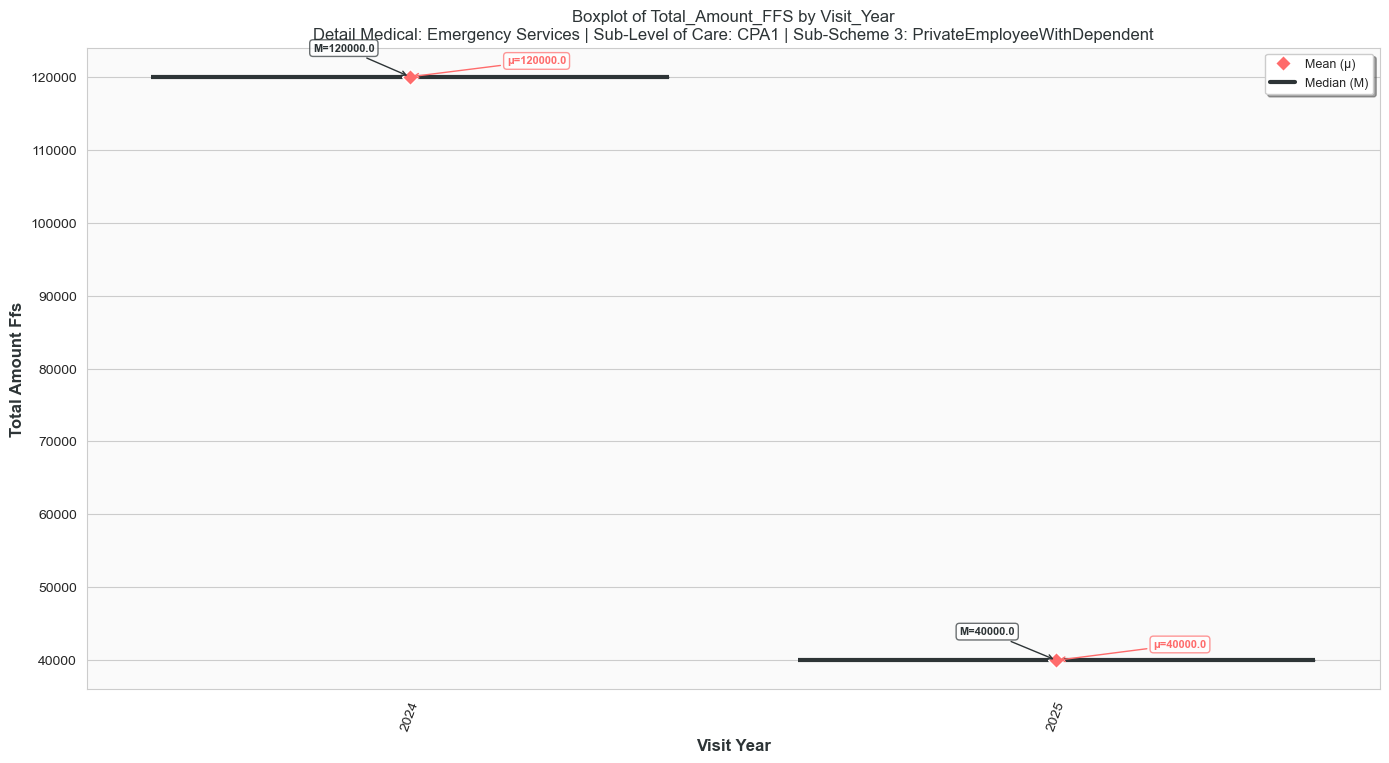 Boxplot of Total_Amount_FFS by Visit_Year
Detail Medical: Emergency Services | Sub-Level of Care: CPA1 | Sub-Scheme 3: PrivateEmployeeWithDependent
M=120000.0
μ=120000.0
Mean (μ)
Median (M)
120000
110000
100000
90000
80000
70000
60000
50000
40000
Total Amount Ffs
M=40000.0
μ=40000.0
2024
2025
Visit Year